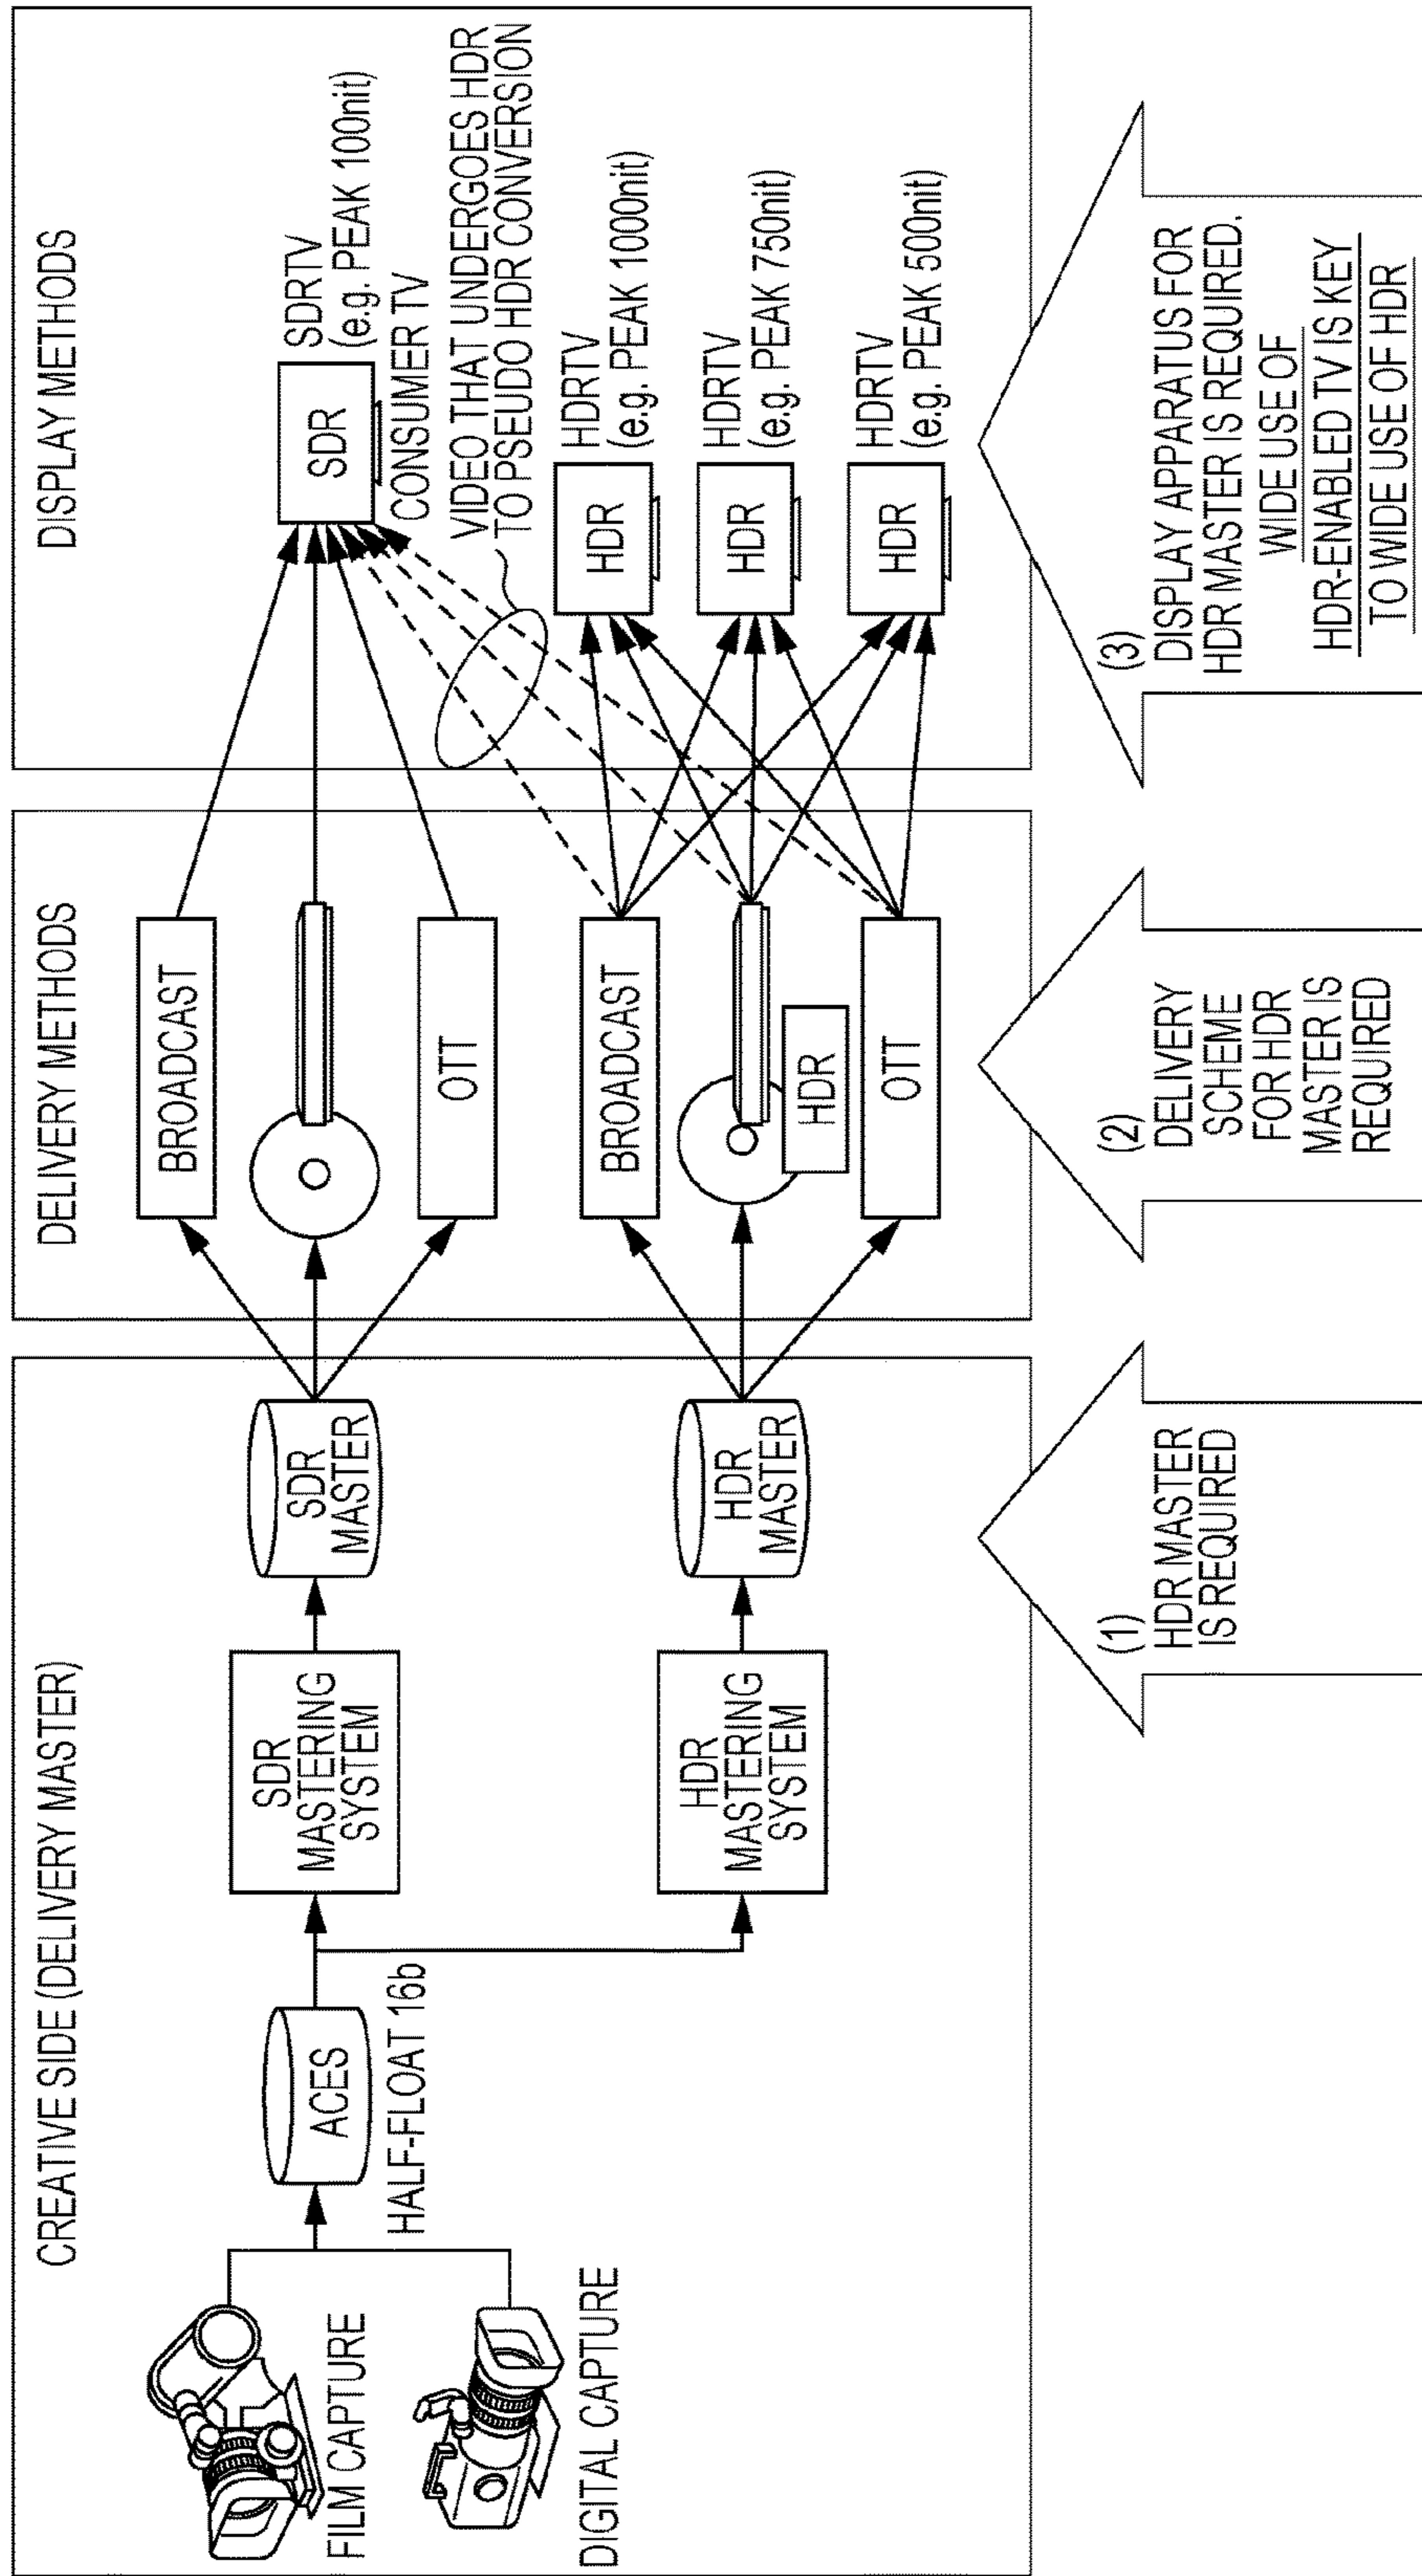 CREATIVE SIDE (DELIVERY MASTER)
FILM CAPTURE
DIGITAL CAPTURE
ACES
HALF-FLOAT 16b
SDR
MASTERING
SYSTEM
SDR
MASTER
HDR
MASTERING
SYSTEM
HDR
MASTER
DELIVERY METHODS
BROADCAST
OTT
BROADCAST
HDR
OTT
DISPLAY METHODS
SDR
SDRTV
(e.g. PEAK 100nit)
CONSUMER TV
VIDEO THAT UNDERGOES HDR
TO PSEUDO HDR CONVERSION
HDR
HDRTV
(e.g. PEAK 1000nit)
HDR
HDRTV
(e.g. PEAK 750nit)
HDR
HDRTV
(e.g. PEAK 500nit)
(1)
HDR MASTER
IS REQUIRED
(2)
DELIVERY
SCHEME
FOR HDR
MASTER IS
REQUIRED
(3)
DISPLAY APPARATUS FOR
HDR MASTER IS REQUIRED.
WIDE USE OF
HDR-ENABLED TV IS KEY
TO WIDE USE OF HDR